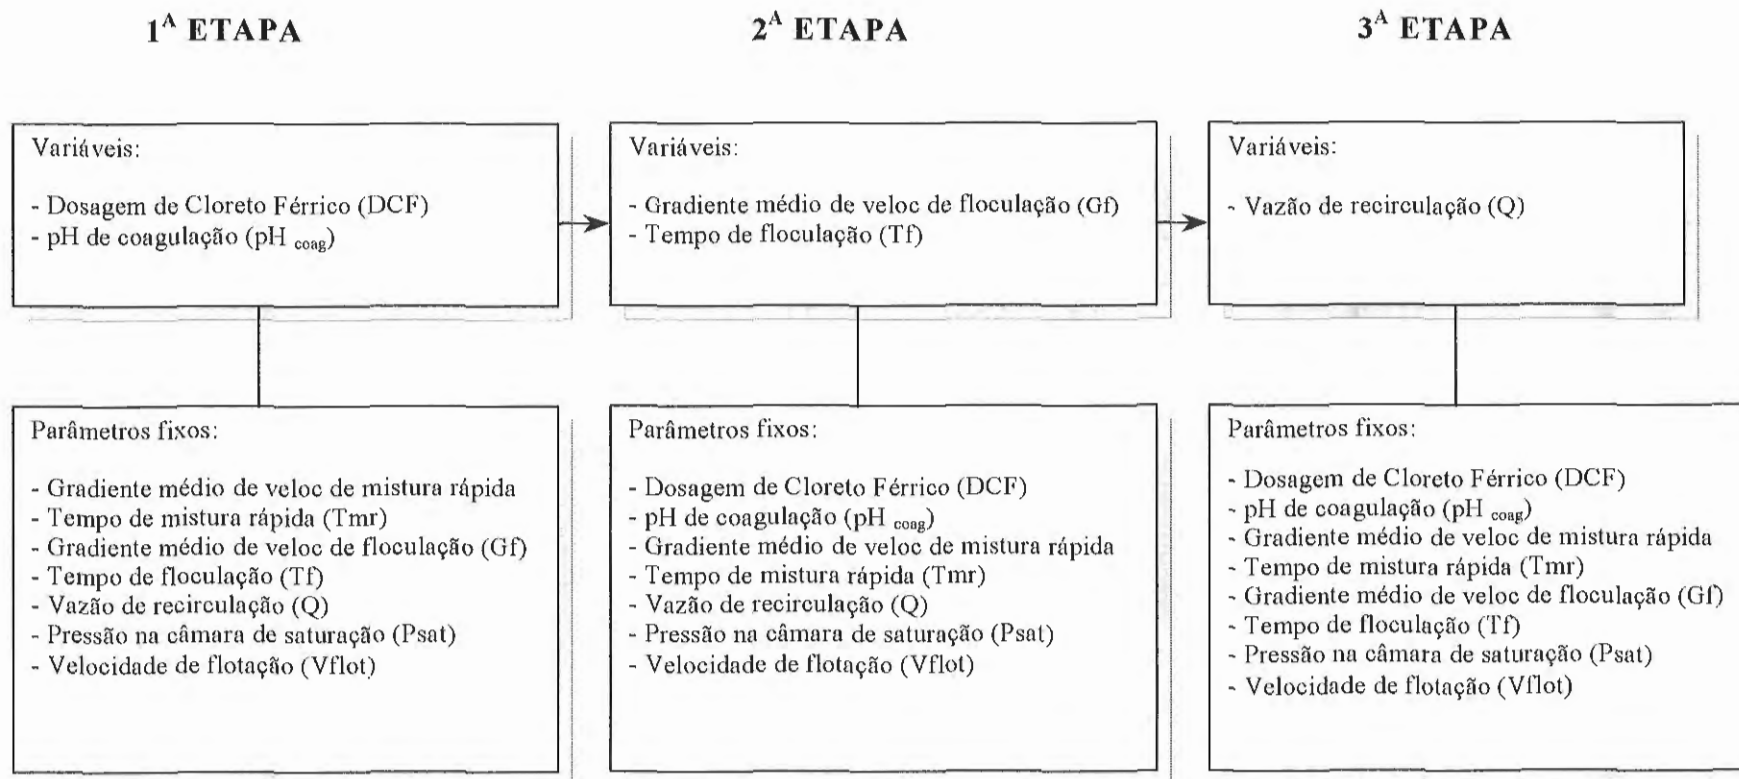 1ᴬ ETAPA
2ᴬ ETAPA
3ᴬ ETAPA
Variáveis:
- Dosagem de Cloreto Férrico (DCF)
- pH de coagulação (pH coag)
Variáveis:
- Gradiente médio de veloc de floculação (Gf)
- Tempo de floculação (Tf)
Variáveis:
- Vazão de recirculação (Q)
Parâmetros fixos:
- Gradiente médio de veloc de mistura rápida
- Tempo de mistura rápida (Tmr)
- Gradiente médio de veloc de floculação (Gf)
- Tempo de floculação (Tf)
- Vazão de recirculação (Q)
- Pressão na câmara de saturação (Psat)
- Velocidade de flotação (Vflot)
Parâmetros fixos:
- Dosagem de Cloreto Férrico (DCF)
- pH de coagulação (pH coag)
- Gradiente médio de veloc de mistura rápida
- Tempo de mistura rápida (Tmr)
- Vazão de recirculação (Q)
- Pressão na câmara de saturação (Psat)
- Velocidade de flotação (Vflot)
Parâmetros fixos:
- Dosagem de Cloreto Férrico (DCF)
- pH de coagulação (pH coag)
- Gradiente médio de veloc de mistura rápida
- Tempo de mistura rápida (Tmr)
- Gradiente médio de veloc de floculação (Gf)
- Tempo de floculação (Tf)
- Pressão na câmara de saturação (Psat)
- Velocidade de flotação (Vflot)